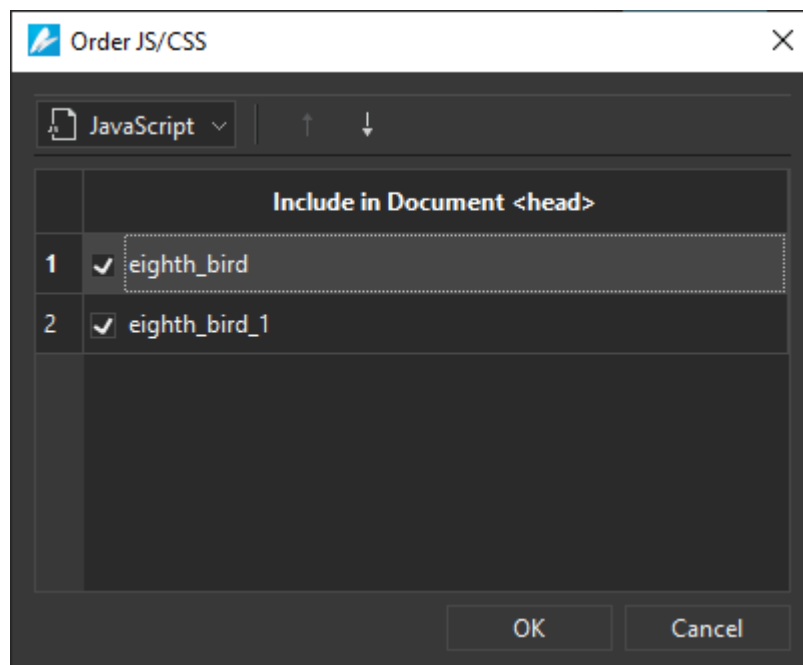 Order JS/CSS
JavaScript
Include in Document <head>
1 eighth_bird
2 eighth_bird_1
OK Cancel